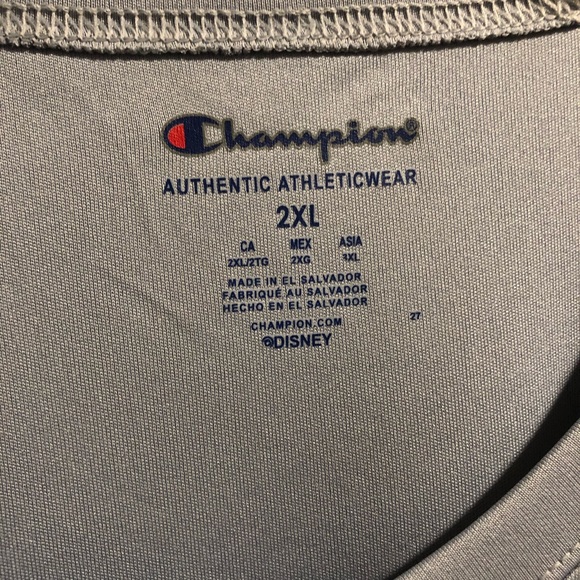 Champion®
AUTHENTIC ATHLETICWEAR
2XL
CA MEX ASIA
2XL/2TG 2XG 3XL
MADE IN EL SALVADOR
FABRIQUÉ AU SALVADOR
HECHO EN EL SALVADOR
CHAMPION.COM 27
©DISNEY